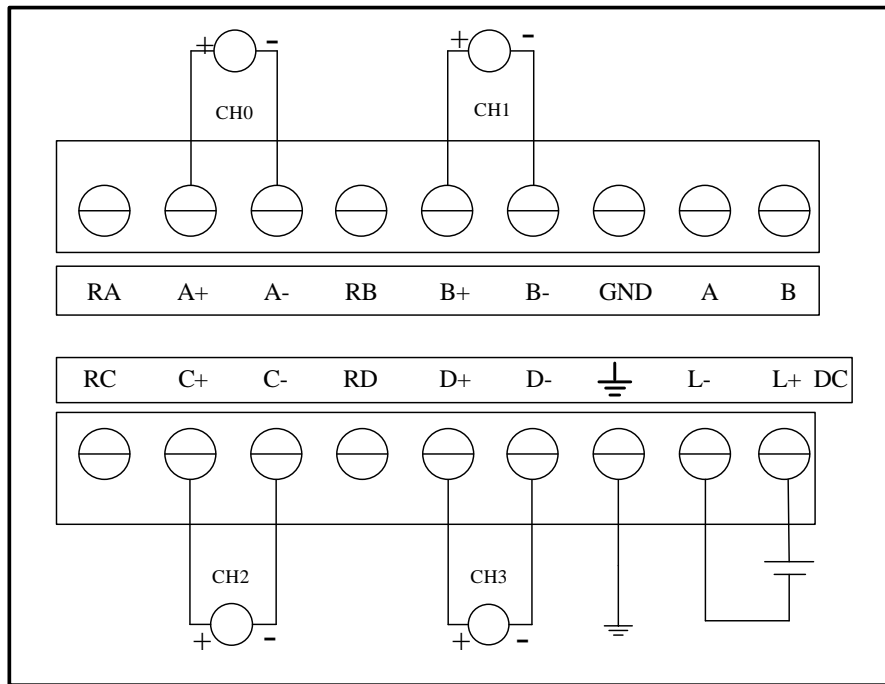 + -
CH0
+ -
CH1
RA A+ A- RB B+ B- GND A B
RC C+ C- RD D+ D- L- L+ DC
CH2
+ -
CH3
+ -